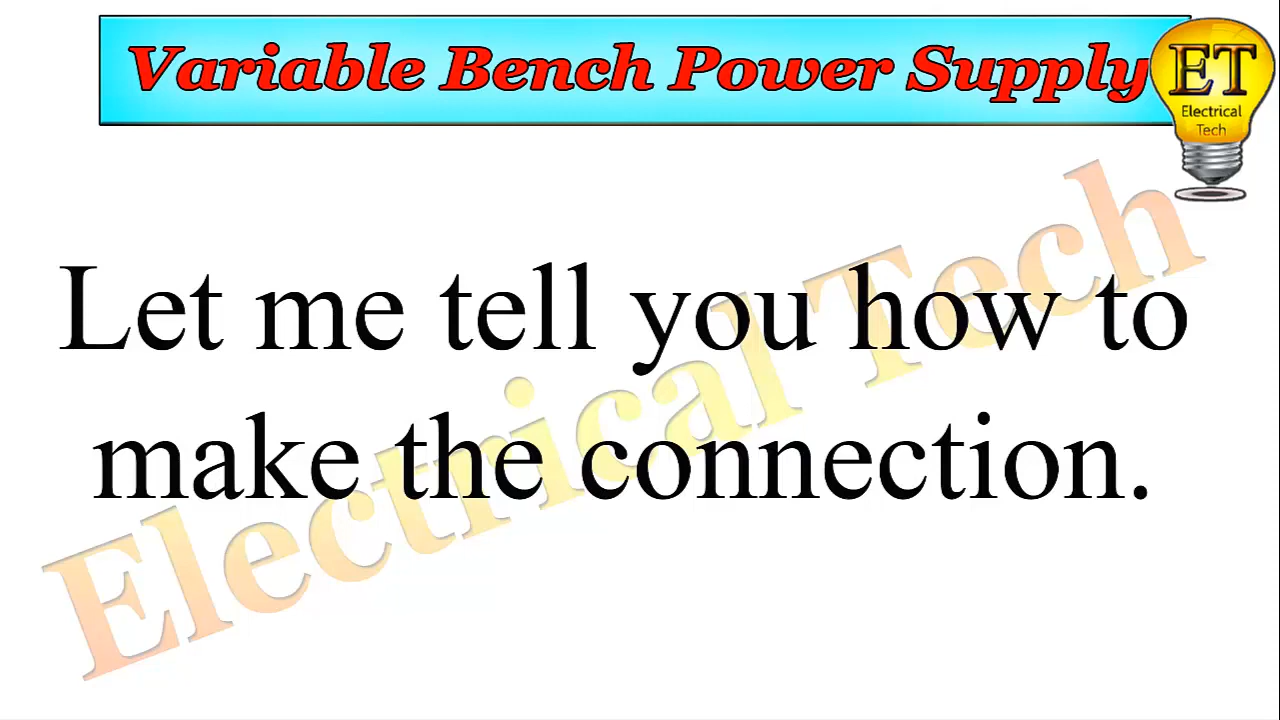 Variable Bench Power Supply
ET
Electrical
Tech
Let me tell you how to
make the connection.
Electrical Tech